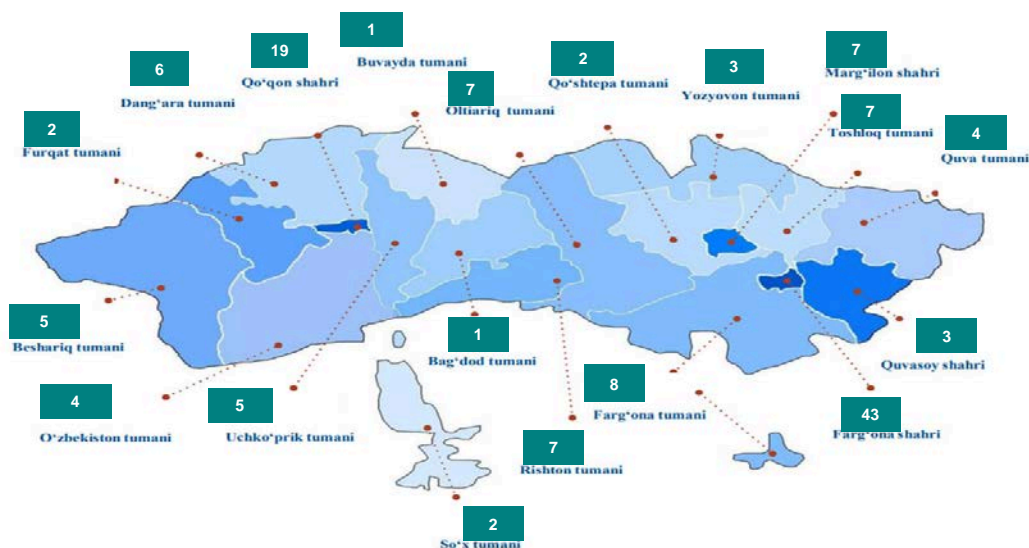 1
19
Buvayda tumani
7
Marg‘ilon shahri
6
Qo‘qon shahri
2
Qo‘shtepa tumani
3
Yozyovon tumani
Dang‘ara tumani
7
Oltiariq tumani
7
Toshloq tumani
2
Furqat tumani
4
Quva tumani
5
Beshariq tumani
1
Bag‘dod tumani
3
Quvasoy shahri
4
O‘zbekiston tumani
5
Uchko‘prik tumani
8
Farg‘ona tumani
43
Farg‘ona shahri
7
Rishton tumani
2
So‘x tumani